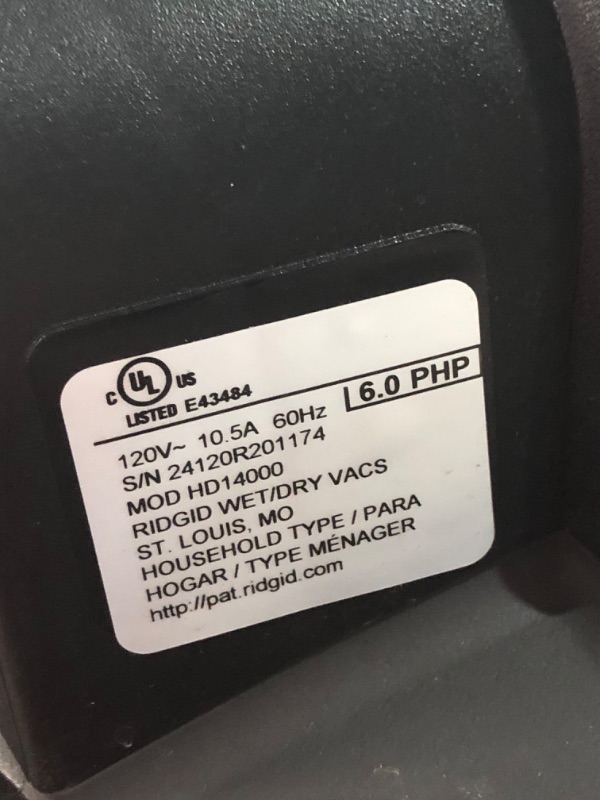 C UL US
LISTED E43484
6.0 PHP
120V~ 10.5A 60Hz
S/N 24120R201174
MOD HD14000
RIDGID WET/DRY VACS
ST. LOUIS, MO
HOUSEHOLD TYPE / PARA
HOGAR / TYPE MÉNAGER
http://pat.ridgid.com